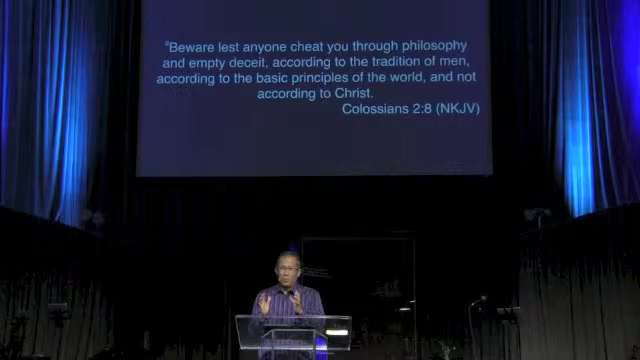 "Beware lest anyone cheat you through philosophy
and empty deceit, according to the tradition of men,
according to the basic principles of the world, and not
according to Christ.
Colossians 2:8 (NKJV)